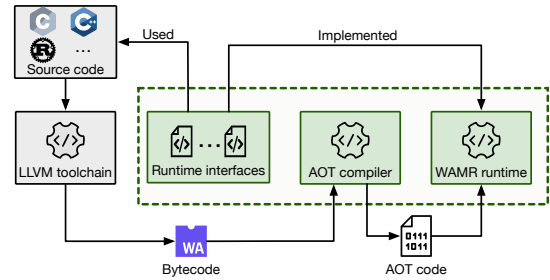 C
C++
R
...
Source code
Used
Implemented
</>
LLVM toolchain
</> ... </>
Runtime interfaces
</>
AOT compiler
</>
WAMR runtime
WA
Bytecode
0111
1011
AOT code